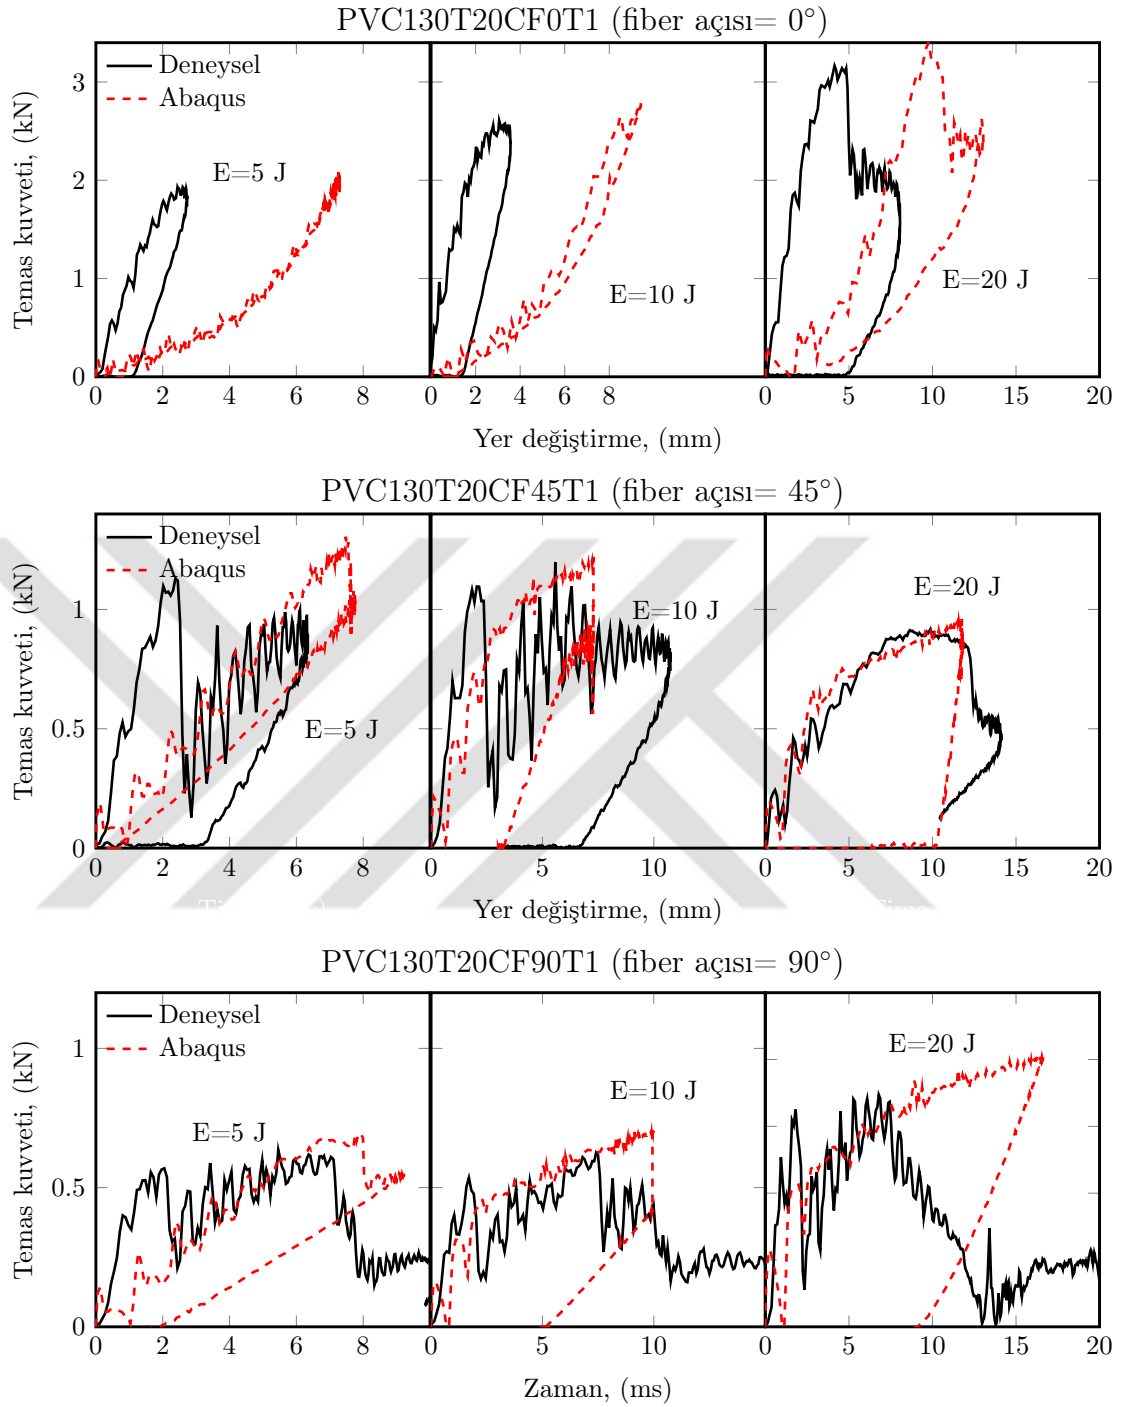 PVC130T20CF0T1 (fiber açısı= 0°)
Temas kuvveti, (kN)
Deneysel
Abaqus
E=5 J
E=10 J
E=20 J
3
2
1
0
0 2 4 6 8
0 2 4 6 8
0 5 10 15 20
Yer değiştirme, (mm)
PVC130T20CF45T1 (fiber açısı= 45°)
Temas kuvveti, (kN)
Deneysel
Abaqus
E=5 J
E=10 J
E=20 J
1
0.5
0
0 2 4 6 8
0 5 10
0 5 10 15 20
Yer değiştirme, (mm)
PVC130T20CF90T1 (fiber açısı= 90°)
Temas kuvveti, (kN)
Deneysel
Abaqus
E=5 J
E=10 J
E=20 J
1
0.5
0
0 2 4 6 8
0 5 10
0 5 10 15 20
Zaman, (ms)